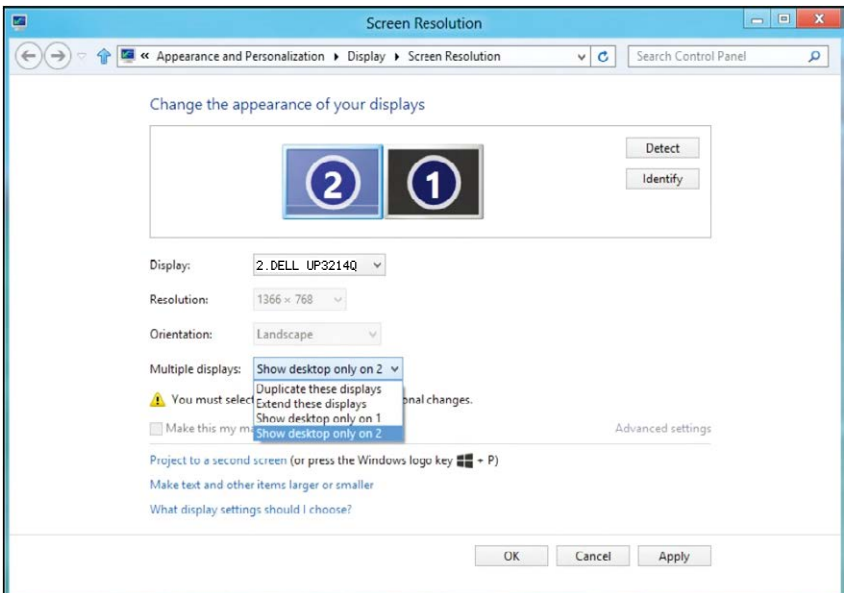 Screen Resolution
« Appearance and Personalization ▸ Display ▸ Screen Resolution Search Control Panel
Change the appearance of your displays
2 1
Detect
Identify
Display: 2.DELL UP3214Q
Resolution: 1366 × 768
Orientation: Landscape
Multiple displays: Show desktop only on 2
Duplicate these displays
You must select onal changes.
Extend these displays
Show desktop only on 1
Make this my ma Advanced settings
Show desktop only on 2
Project to a second screen (or press the Windows logo key + P)
Make text and other items larger or smaller
What display settings should I choose?
OK Cancel Apply